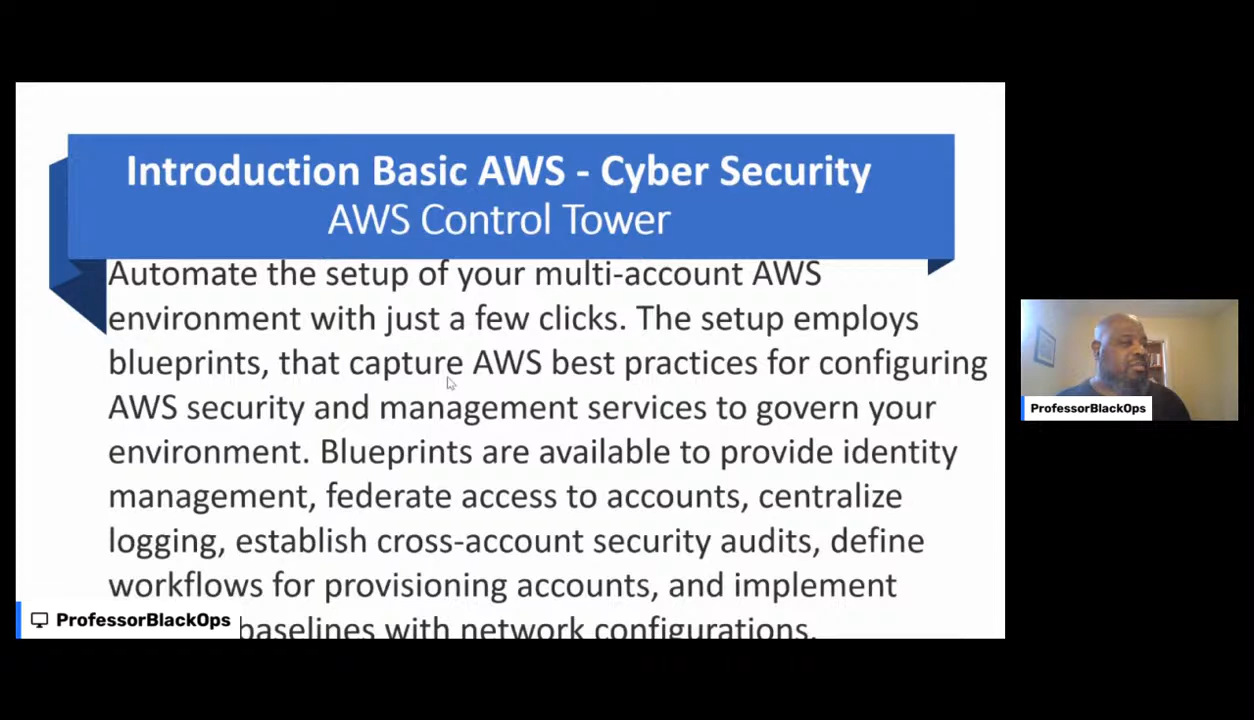 Introduction Basic AWS - Cyber Security
AWS Control Tower
Automate the setup of your multi-account AWS
environment with just a few clicks. The setup employs
blueprints, that capture AWS best practices for configuring
AWS security and management services to govern your
environment. Blueprints are available to provide identity
management, federate access to accounts, centralize
logging, establish cross-account security audits, define
workflows for provisioning accounts, and implement
baselines with network configurations.
ProfessorBlackOps
ProfessorBlackOps